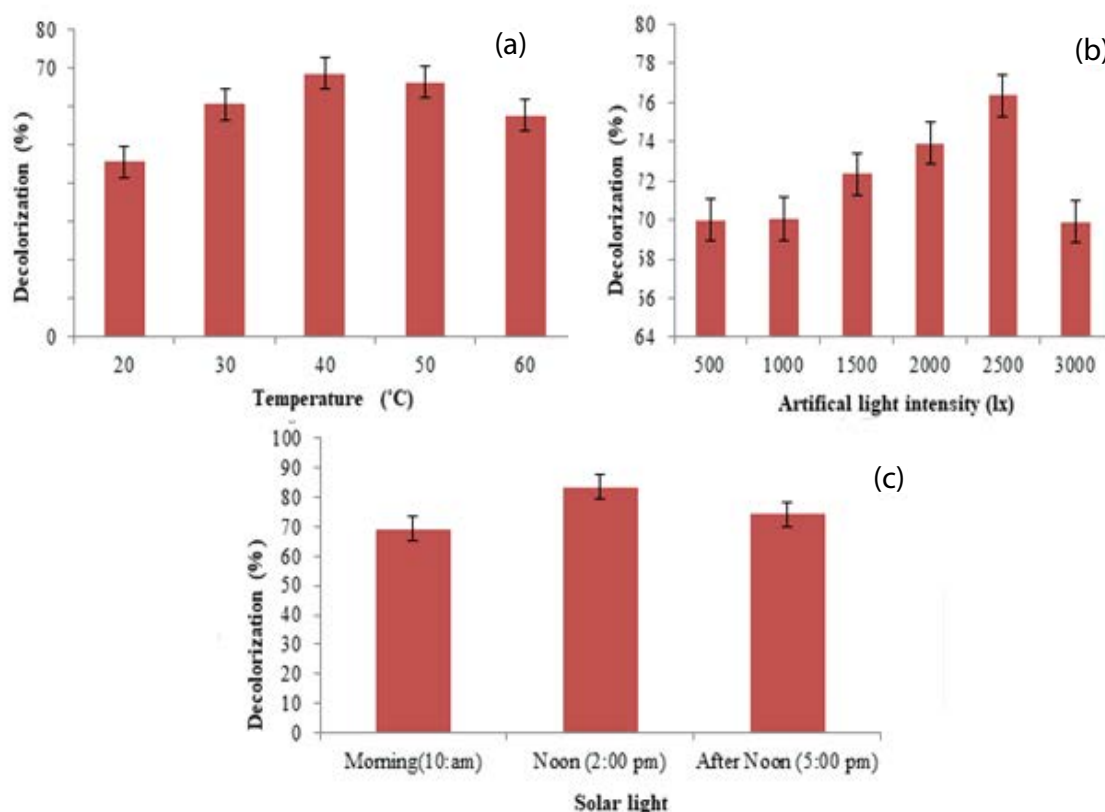 (a)
Decolorization (%)
80
70
0
20 30 40 50 60
Temperature (°C)
(b)
Decolorization (%)
80
78
76
74
72
70
68
66
64
500 1000 1500 2000 2500 3000
Artifical light intensity (lx)
(c)
Decolorization (%)
100
90
80
70
60
50
40
30
20
10
0
Morning(10:am) Noon (2:00 pm) After Noon (5:00 pm)
Solar light